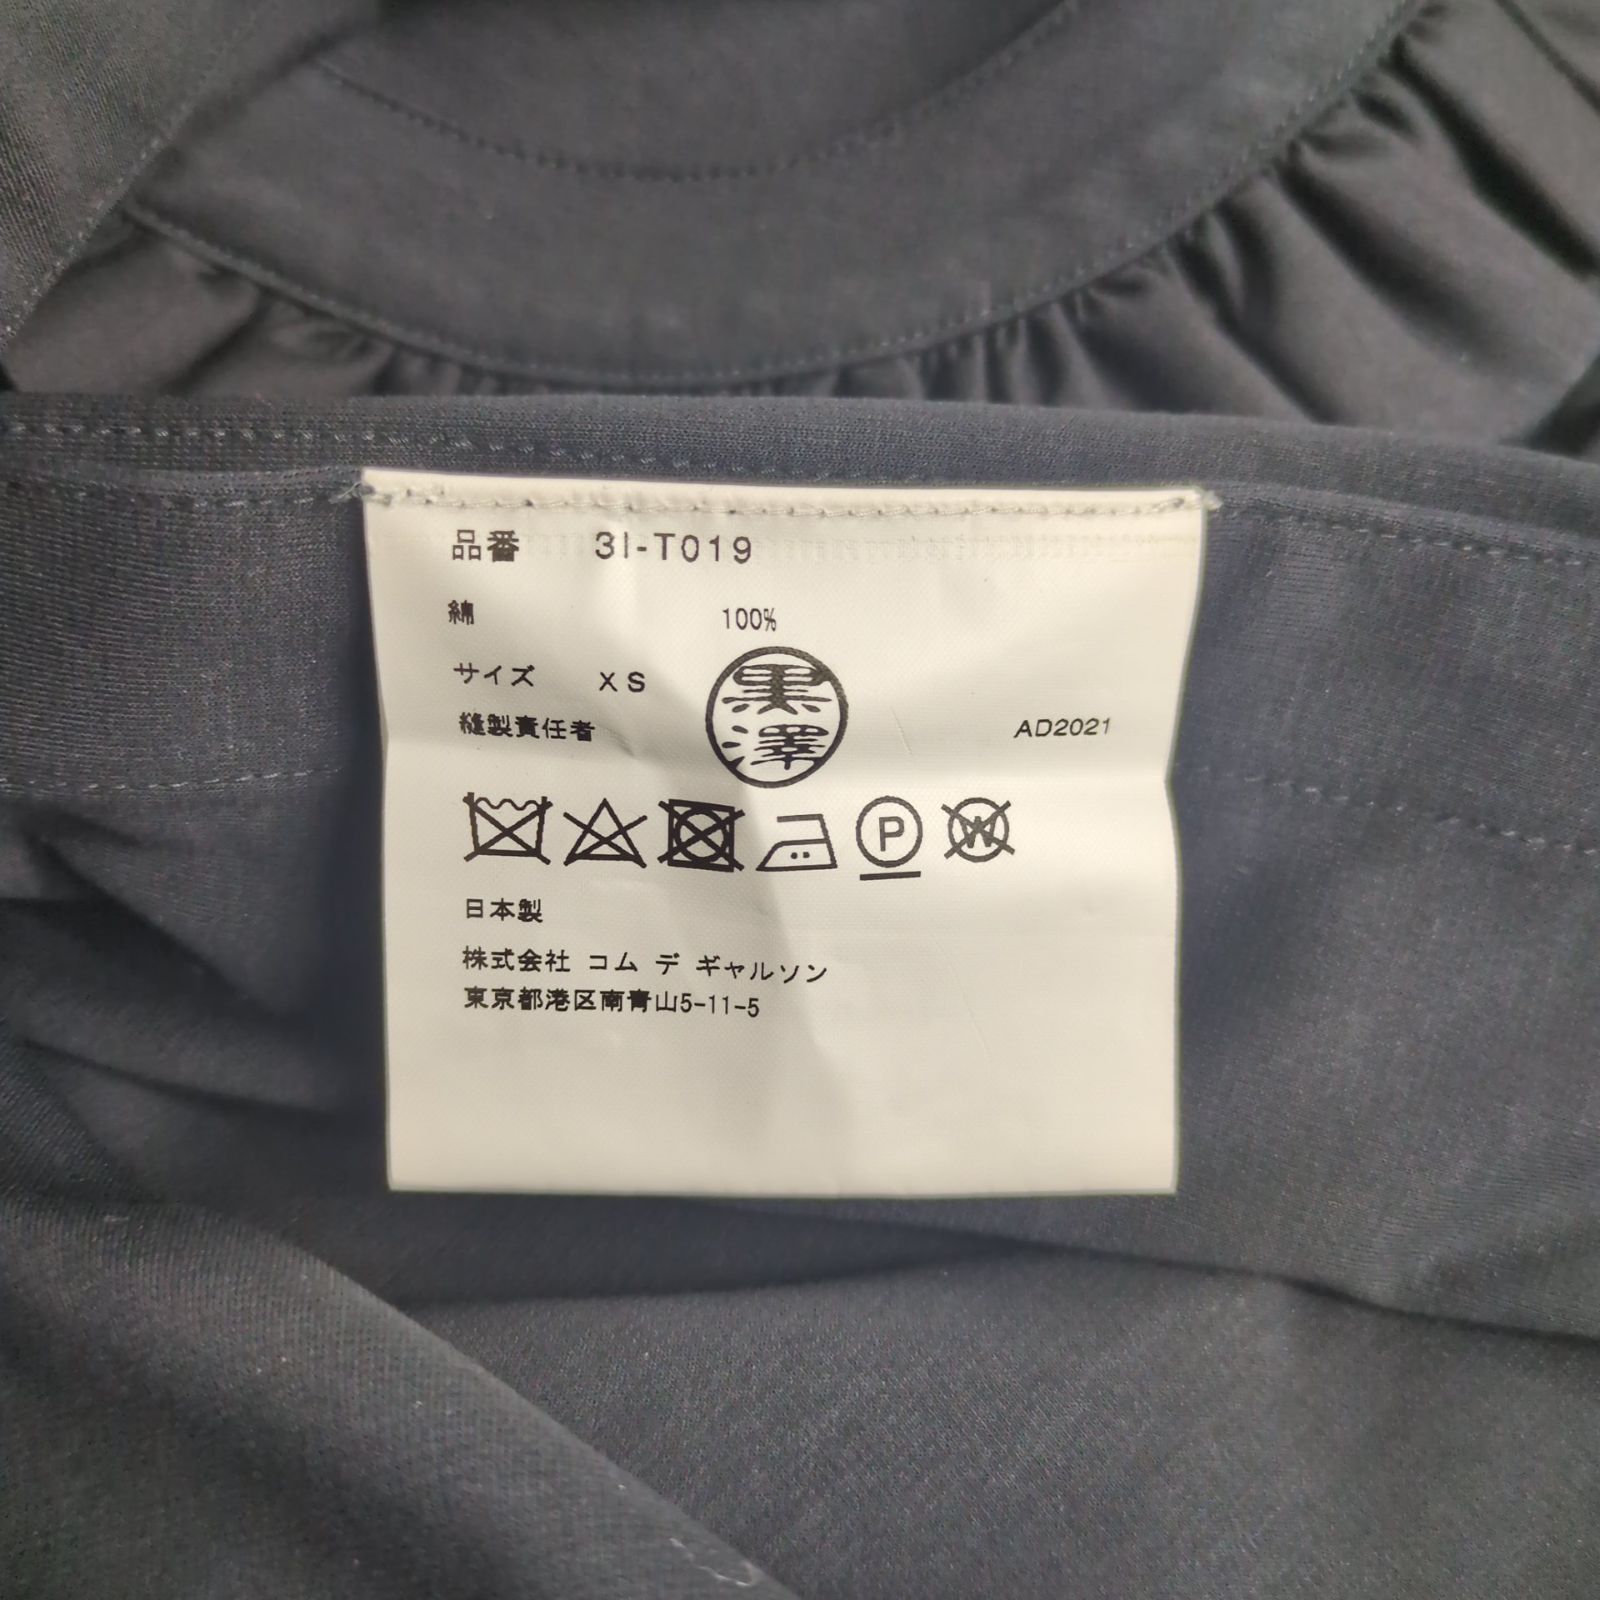 品番 3I-T019
綿 100%
サイズ XS
縫製責任者 黒澤 AD2021
P W
日本製
株式会社 コム デ ギャルソン
東京都港区南青山5-11-5